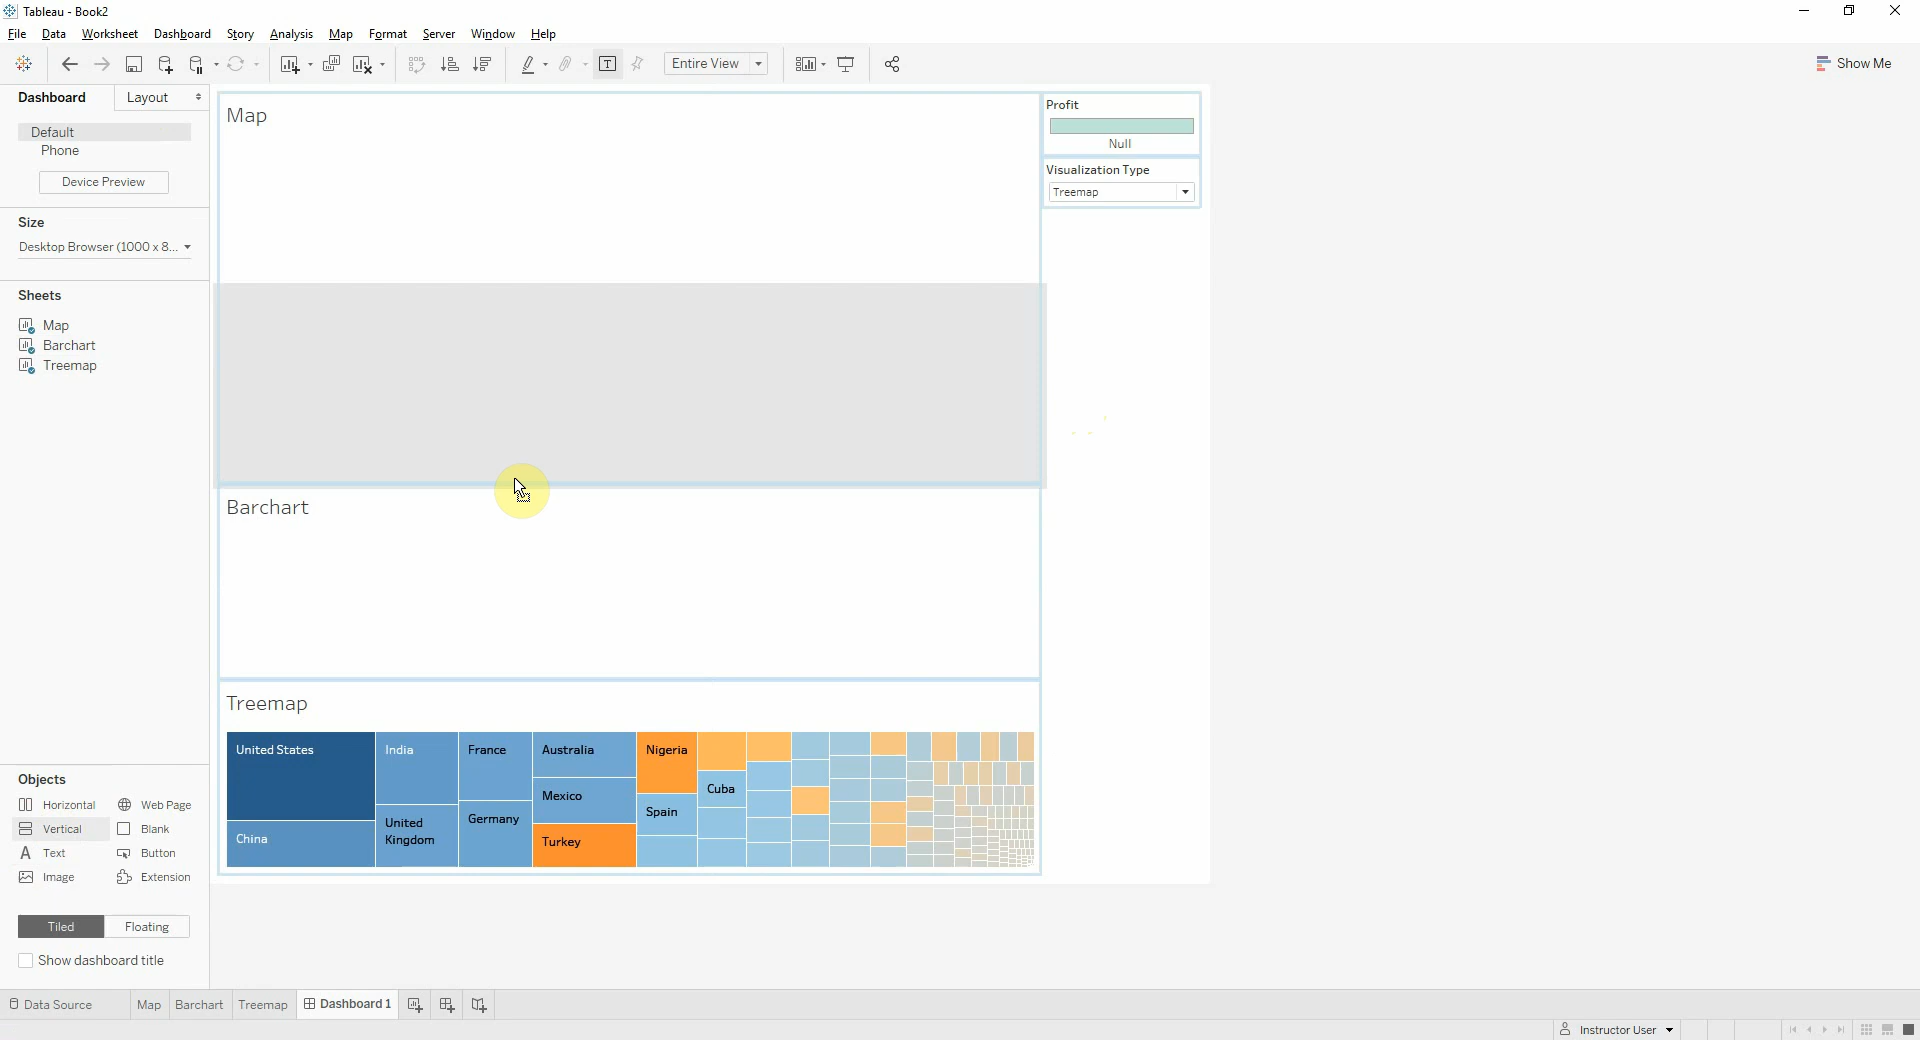 Tableau - Book2
File Data Worksheet Dashboard Story Analysis Map Format Server Window Help
Entire View
Show Me
Dashboard Layout
Default
Phone
Device Preview
Size
Desktop Browser (1000 x 8...
Sheets
Map
Barchart
Treemap
Objects
Horizontal Web Page
Vertical Blank
A Text Button
Image Extension
Tiled Floating
Show dashboard title
Map
Profit
Null
Visualization Type
Treemap
Barchart
Treemap
United States
China
India
United
Kingdom
France
Germany
Australia
Mexico
Turkey
Nigeria
Spain
Cuba
Data Source Map Barchart Treemap Dashboard 1
Instructor User